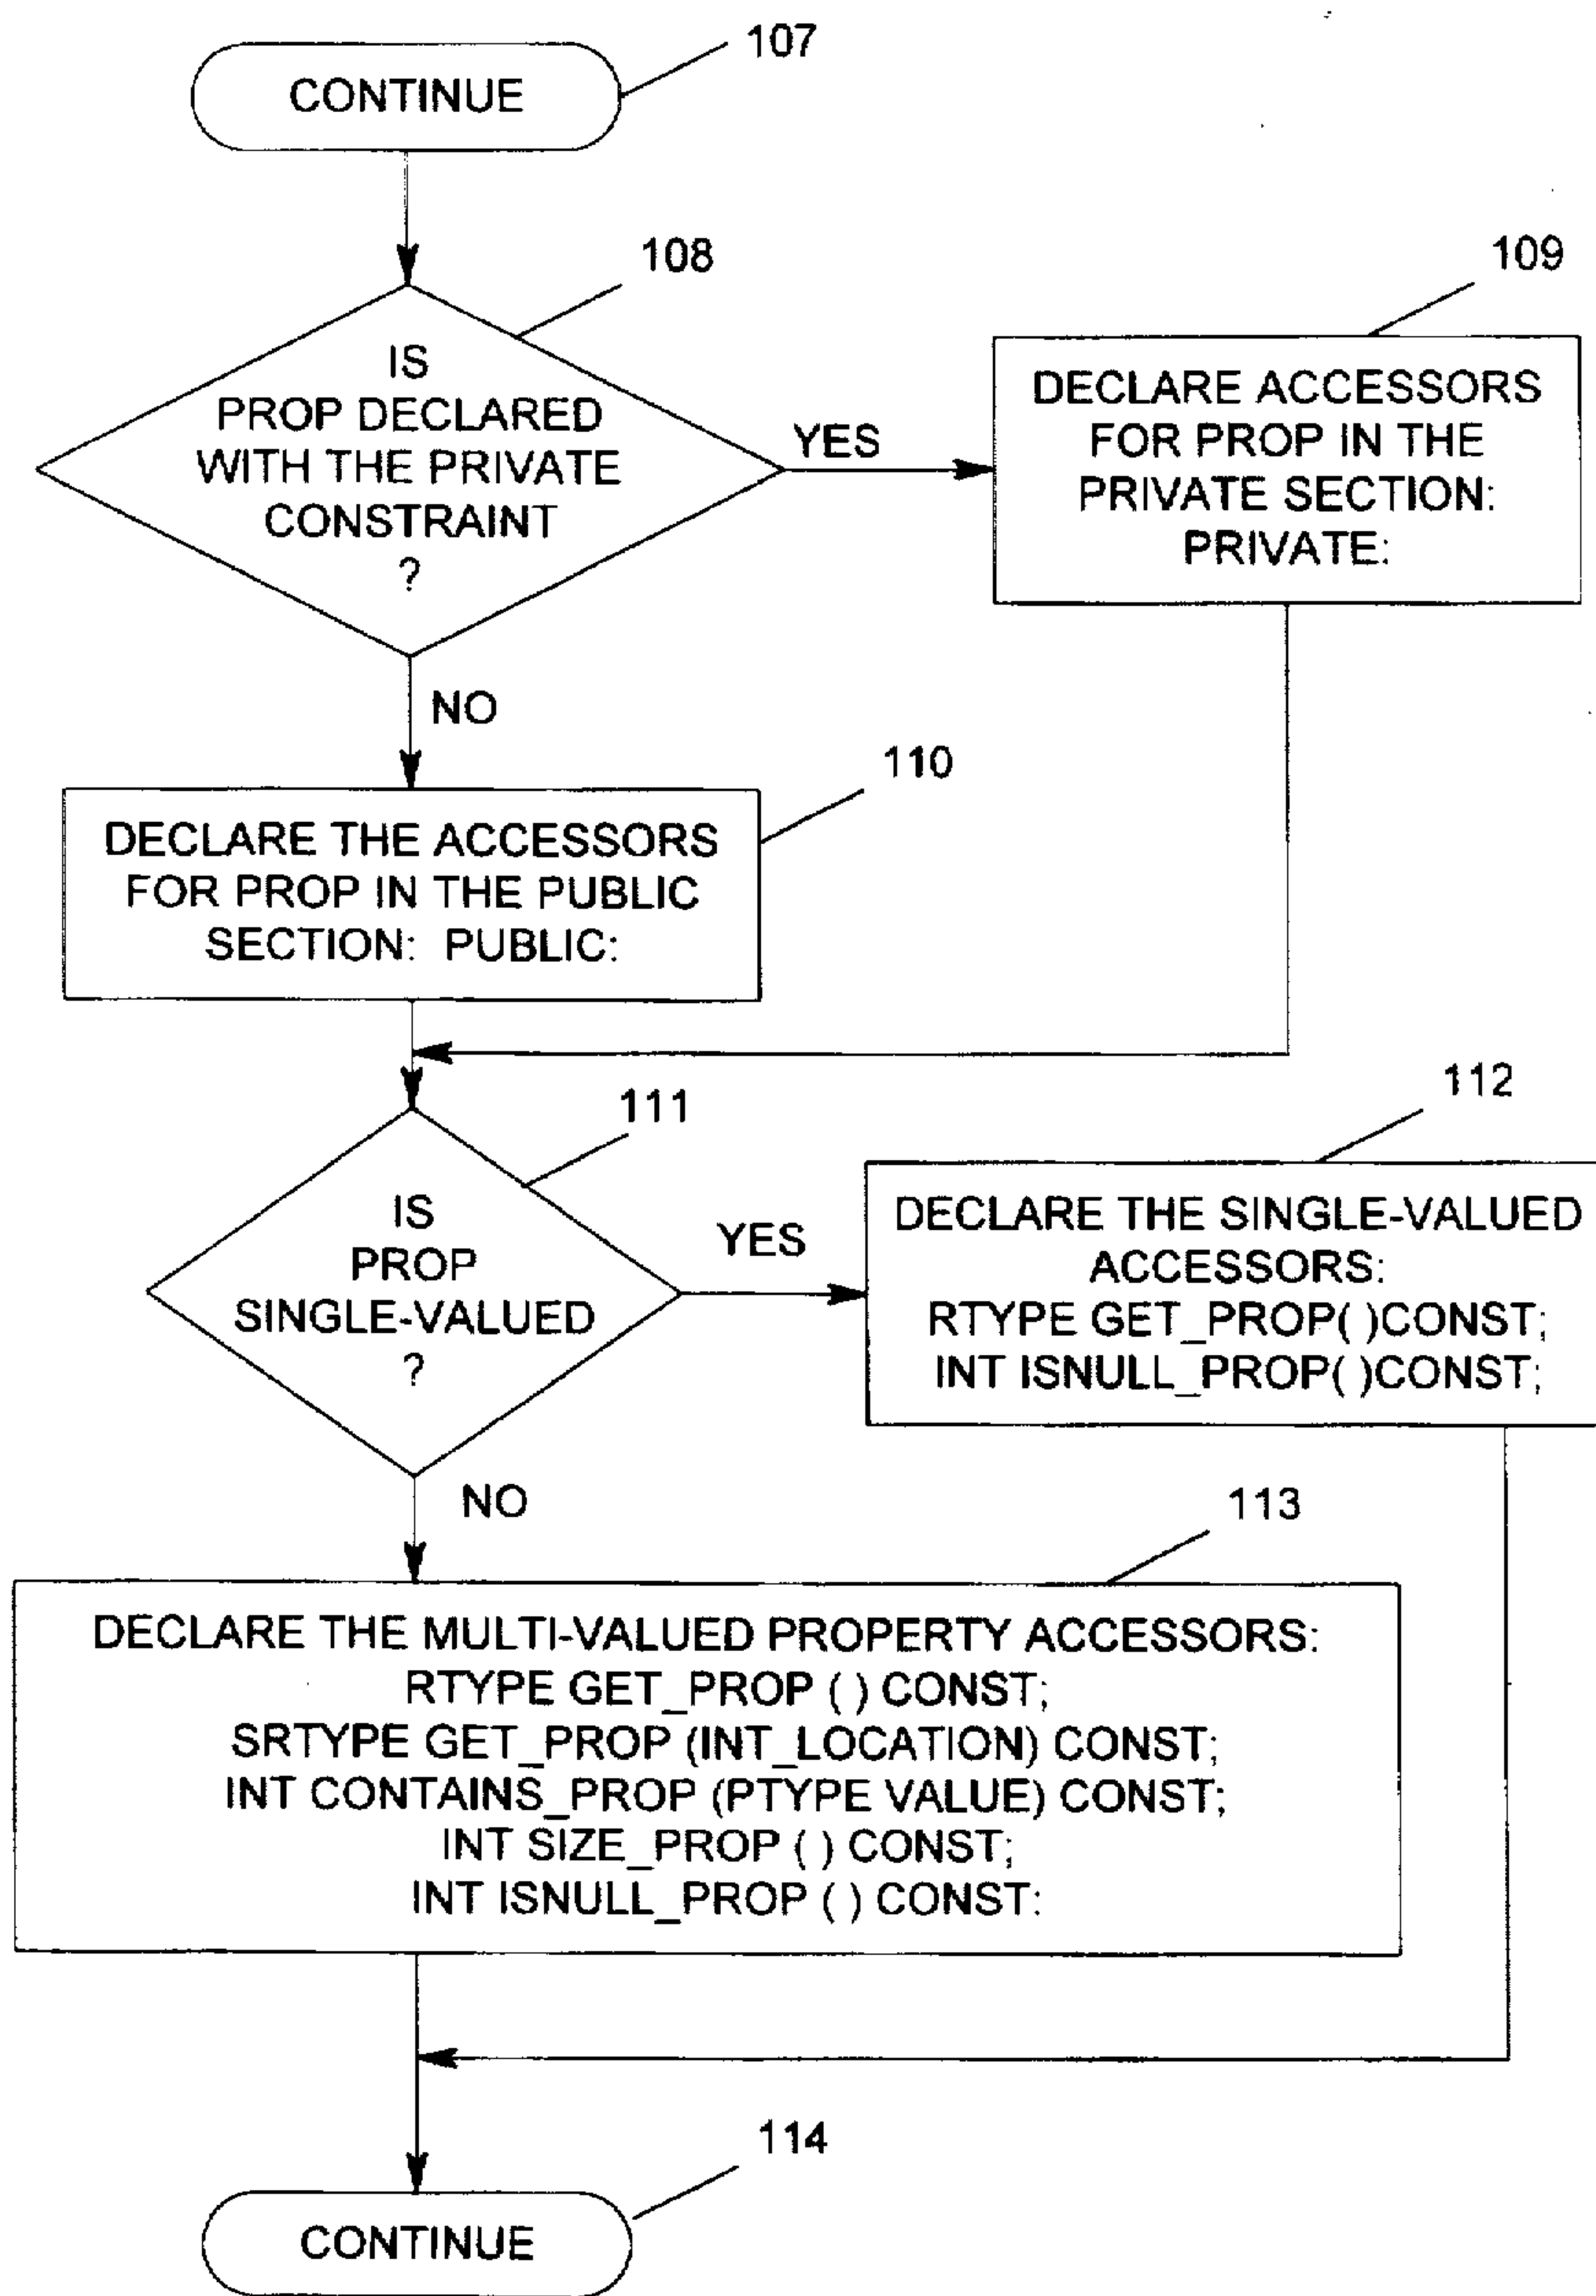 107
CONTINUE
108
IS
PROP DECLARED
WITH THE PRIVATE
CONSTRAINT
?
YES
109
DECLARE ACCESSORS
FOR PROP IN THE
PRIVATE SECTION:
PRIVATE:
NO
110
DECLARE THE ACCESSORS
FOR PROP IN THE PUBLIC
SECTION: PUBLIC:
111
IS
PROP
SINGLE-VALUED
?
YES
112
DECLARE THE SINGLE-VALUED
ACCESSORS:
RTYPE GET_PROP( )CONST;
INT ISNULL_PROP( )CONST;
NO
113
DECLARE THE MULTI-VALUED PROPERTY ACCESSORS:
RTYPE GET_PROP ( ) CONST;
SRTYPE GET_PROP (INT_LOCATION) CONST;
INT CONTAINS_PROP (PTYPE VALUE) CONST;
INT SIZE_PROP ( ) CONST;
INT ISNULL_PROP ( ) CONST:
114
CONTINUE